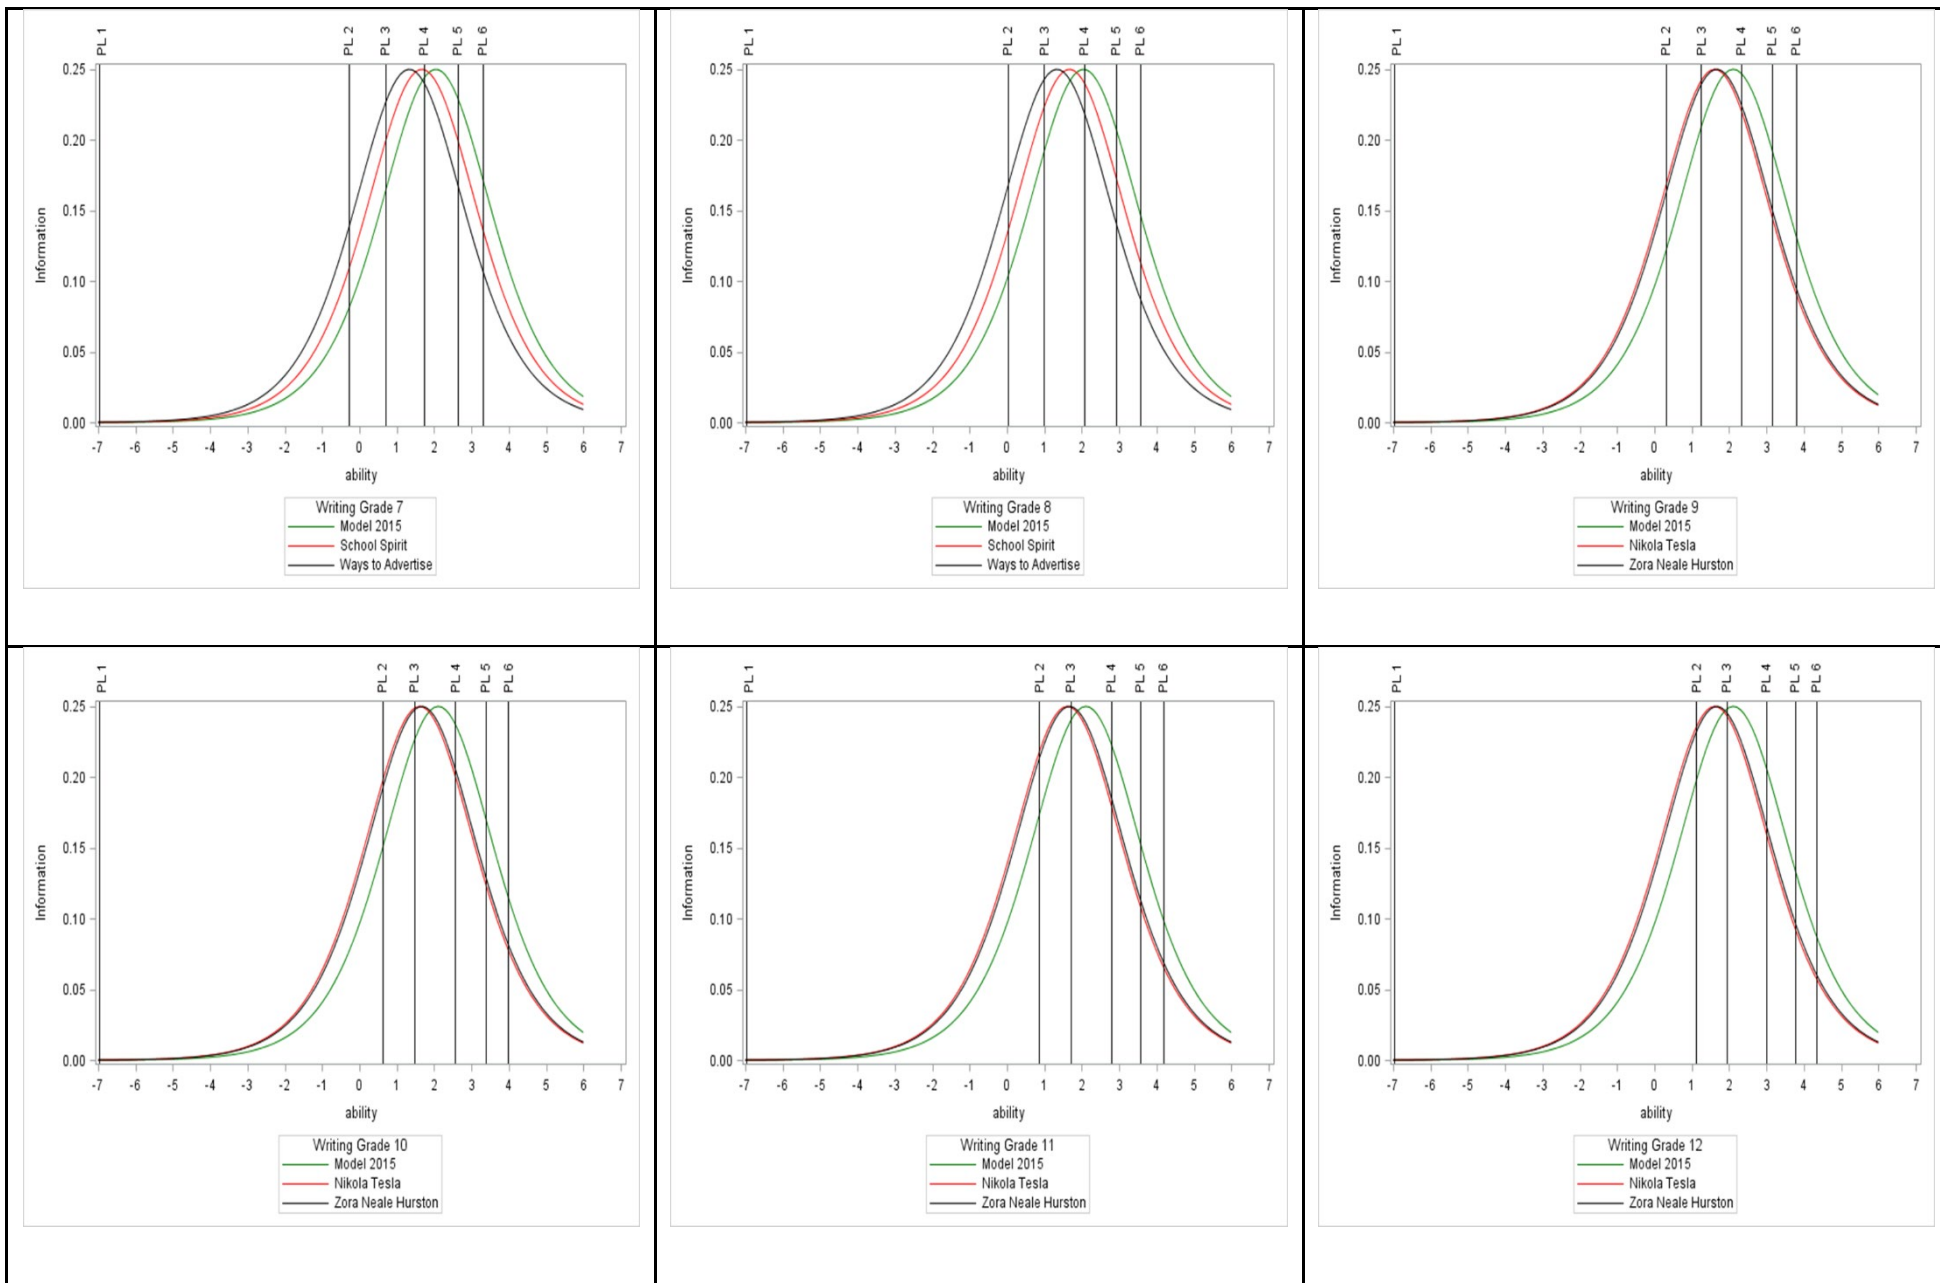 PL 1 PL 2 PL 3 PL 4 PL 5 PL 6
0.25
0.20
0.15
0.10
0.05
0.00
Information
-7 -6 -5 -4 -3 -2 -1 0 1 2 3 4 5 6 7
ability
Writing Grade 7
Model 2015
School Spirit
Ways to Advertise
PL 1 PL 2 PL 3 PL 4 PL 5 PL 6
0.25
0.20
0.15
0.10
0.05
0.00
Information
-7 -6 -5 -4 -3 -2 -1 0 1 2 3 4 5 6 7
ability
Writing Grade 8
Model 2015
School Spirit
Ways to Advertise
PL 1 PL 2 PL 3 PL 4 PL 5 PL 6
0.25
0.20
0.15
0.10
0.05
0.00
Information
-7 -6 -5 -4 -3 -2 -1 0 1 2 3 4 5 6 7
ability
Writing Grade 9
Model 2015
Nikola Tesla
Zora Neale Hurston
PL 1 PL 2 PL 3 PL 4 PL 5 PL 6
0.25
0.20
0.15
0.10
0.05
0.00
Information
-7 -6 -5 -4 -3 -2 -1 0 1 2 3 4 5 6 7
ability
Writing Grade 10
Model 2015
Nikola Tesla
Zora Neale Hurston
PL 1 PL 2 PL 3 PL 4 PL 5 PL 6
0.25
0.20
0.15
0.10
0.05
0.00
Information
-7 -6 -5 -4 -3 -2 -1 0 1 2 3 4 5 6 7
ability
Writing Grade 11
Model 2015
Nikola Tesla
Zora Neale Hurston
PL 1 PL 2 PL 3 PL 4 PL 5 PL 6
0.25
0.20
0.15
0.10
0.05
0.00
Information
-7 -6 -5 -4 -3 -2 -1 0 1 2 3 4 5 6 7
ability
Writing Grade 12
Model 2015
Nikola Tesla
Zora Neale Hurston